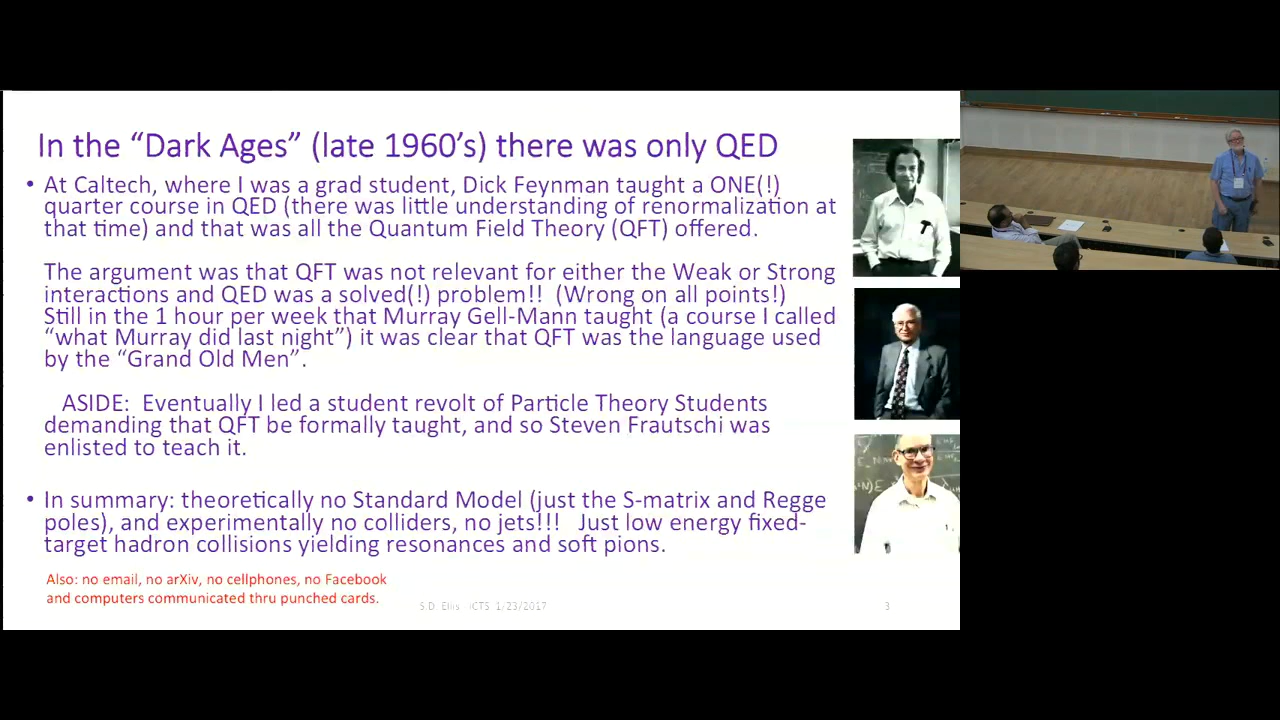 In the “Dark Ages” (late 1960’s) there was only QED
• At Caltech, where I was a grad student, Dick Feynman taught a ONE(!)
quarter course in QED (there was little understanding of renormalization at
that time) and that was all the Quantum Field Theory (QFT) offered.
The argument was that QFT was not relevant for either the Weak or Strong
interactions and QED was a solved(!) problem!! (Wrong on all points!)
Still in the 1 hour per week that Murray Gell-Mann taught (a course I called
“what Murray did last night”) it was clear that QFT was the language used
by the “Grand Old Men”.
ASIDE: Eventually I led a student revolt of Particle Theory Students
demanding that QFT be formally taught, and so Steven Frautschi was
enlisted to teach it.
• In summary: theoretically no Standard Model (just the S-matrix and Regge
poles), and experimentally no colliders, no jets!!! Just low energy fixed-
target hadron collisions yielding resonances and soft pions.
Also: no email, no arXiv, no cellphones, no Facebook
and computers communicated thru punched cards.
S.D. Ellis ICTS 1/23/2017
3